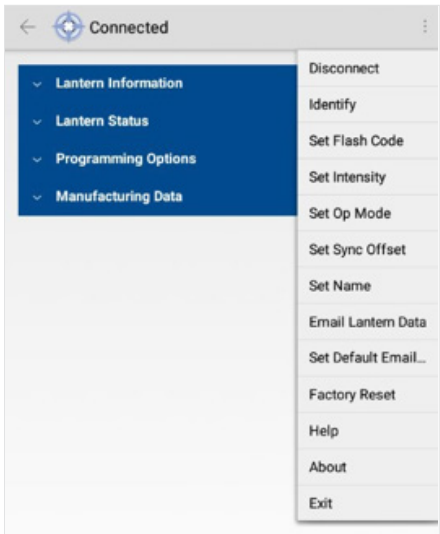 Connected
Lantern Information
Lantern Status
Programming Options
Manufacturing Data
Disconnect
Identify
Set Flash Code
Set Intensity
Set Op Mode
Set Sync Offset
Set Name
Email Lantern Data
Set Default Email...
Factory Reset
Help
About
Exit